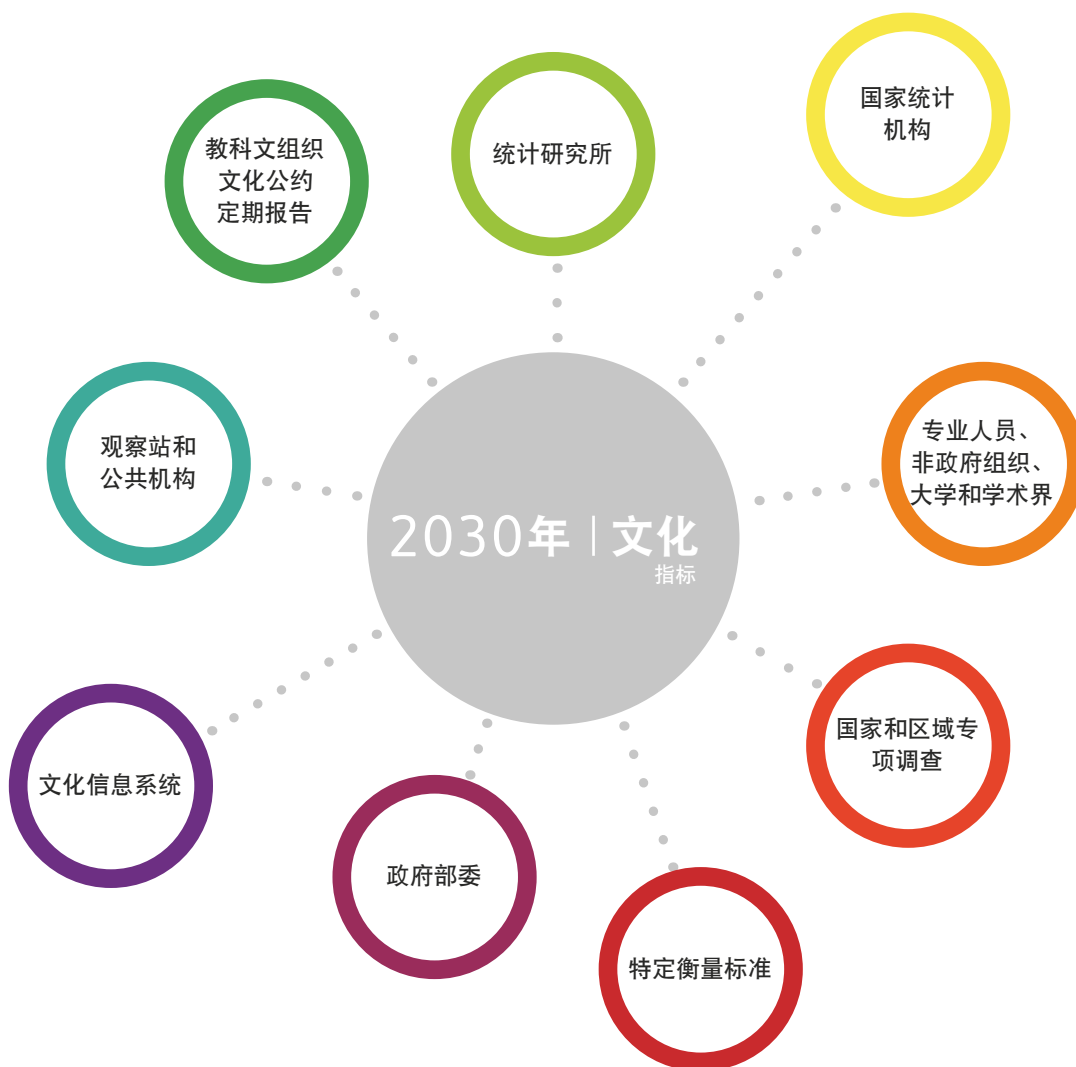 教科文组织
文化公约
定期报告
统计研究所
国家统计
机构
观察站和
公共机构
专业人员、
非政府组织、
大学和学术界
2030年 | 文化
指标
文化信息系统
政府部委
特定衡量标准
国家和区域专
项调查